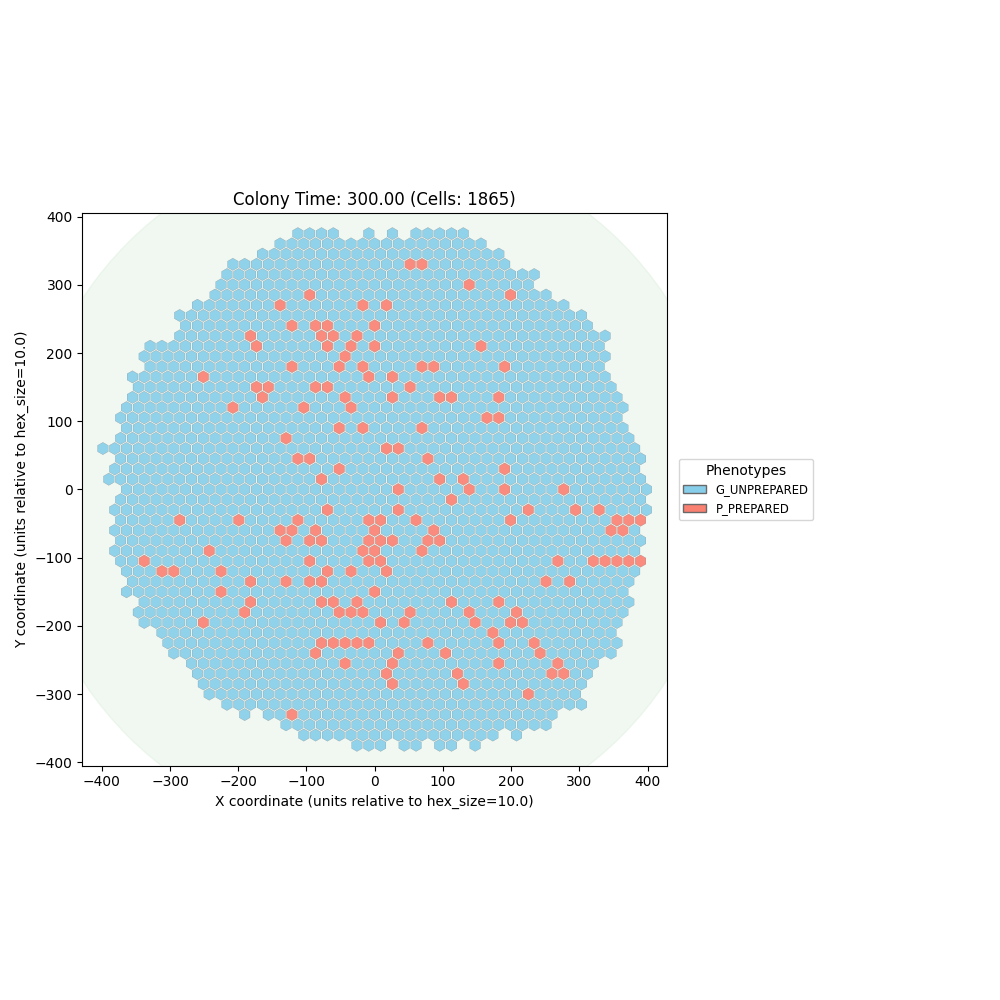 Colony Time: 300.00 (Cells: 1865)
400
300
200
100
0
−100
−200
−300
−400
Y coordinate (units relative to hex_size=10.0)
−400 −300 −200 −100 0 100 200 300 400
X coordinate (units relative to hex_size=10.0)
Phenotypes
G_UNPREPARED
P_PREPARED